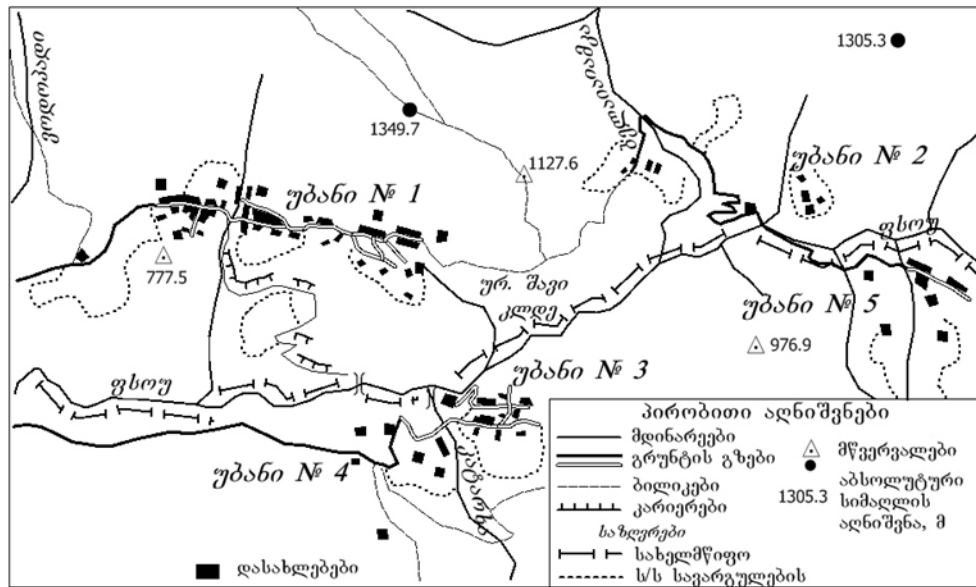 1305.3
1349.7
1127.6
უბანი № 2
უბანი № 1
ფსოუ
777.5
ურ. შავი
კლდე
უბანი № 5
976.9
ფსოუ
უბანი № 3
უბანი № 4
პირობითი აღნიშვნები
მდინარეები
გრუნტის გზები
ბილიკები
კარიერები
საზღვრები
სახელმწიფო
ს/ს სავარგულების
მწვერვალები
აბსოლუტური
1305.3 სიმაღლის
აღნიშვნა, მ
დასახლებები